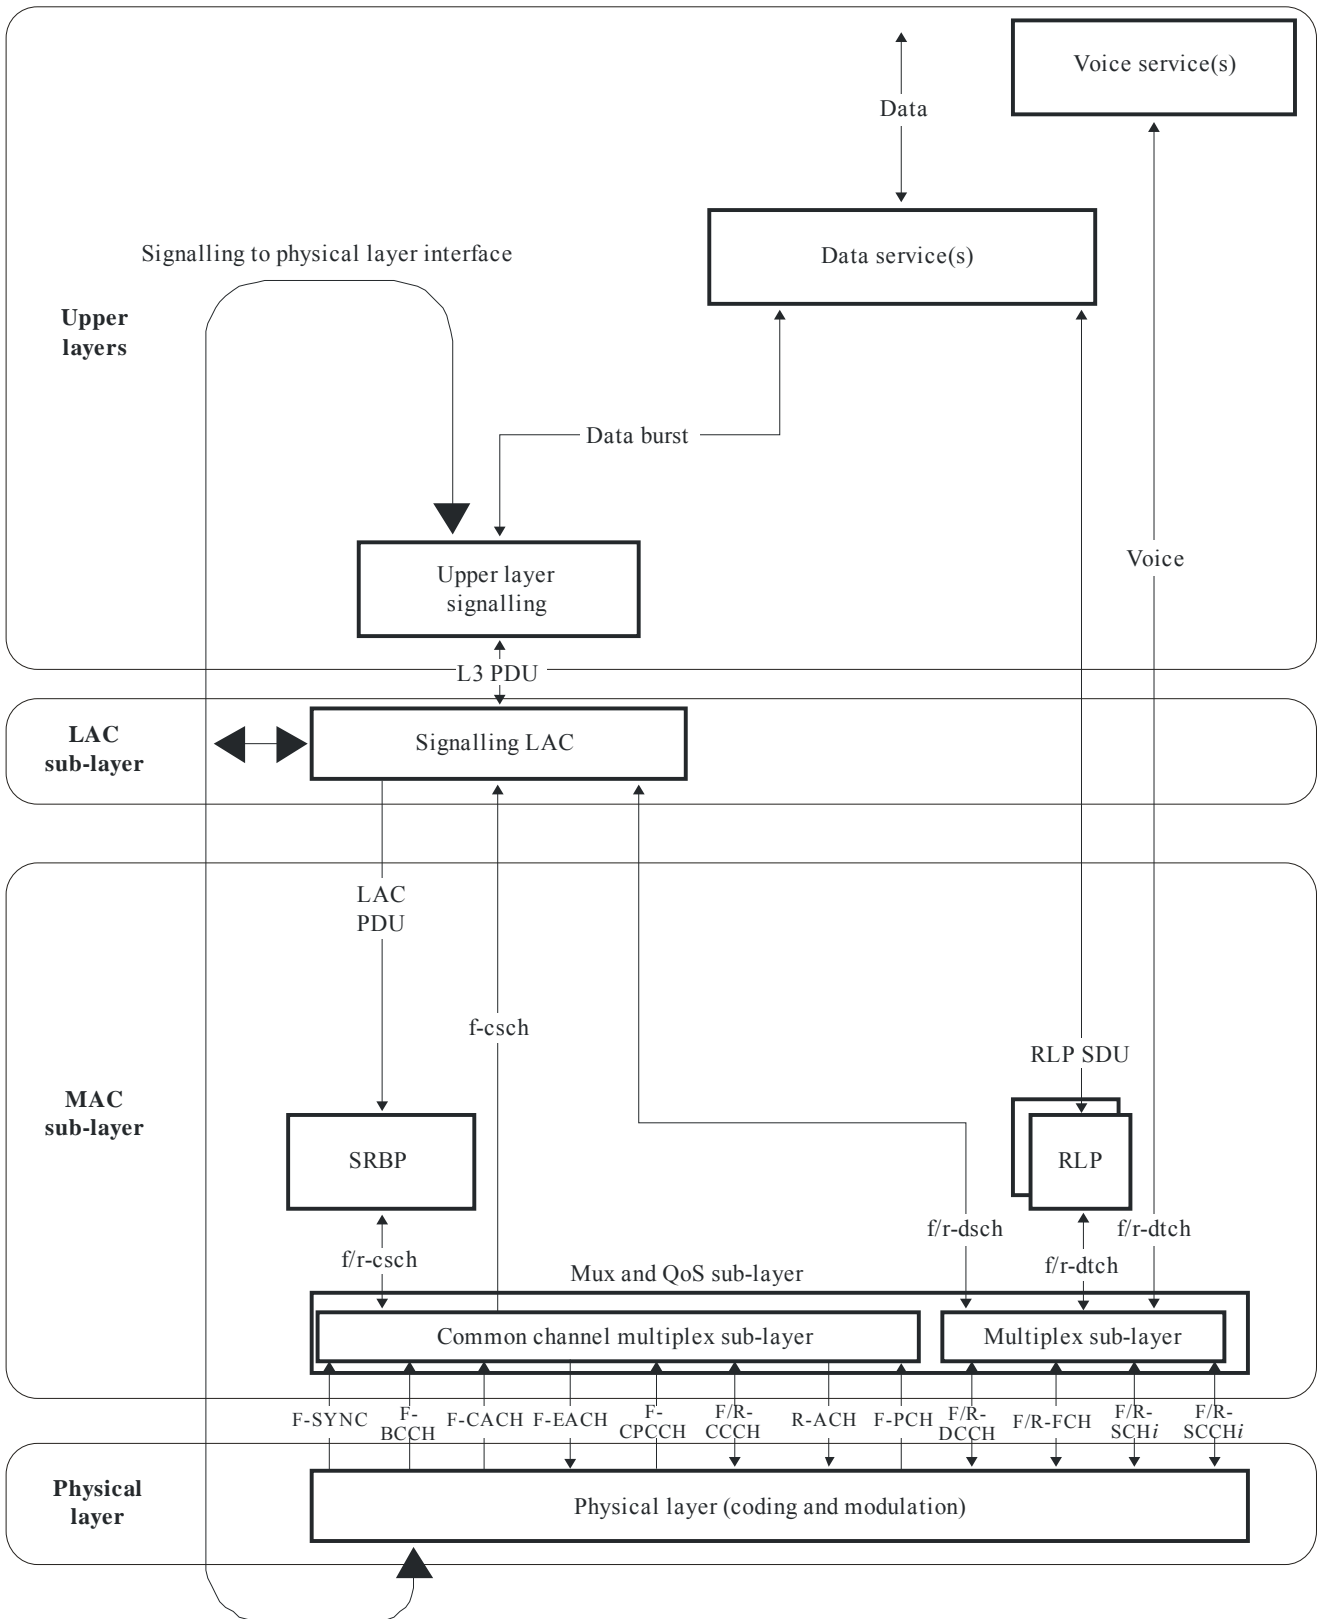 Voice service(s)
Data
Data service(s)
Signalling to physical layer interface
Upper
layers
Data burst
Voice
Upper layer
signalling
L3 PDU
LAC
sub-layer
Signalling LAC
LAC
PDU
f-csch
RLP SDU
MAC
sub-layer
SRBP
RLP
f/r-dsch
f/r-dtch
f/r-csch
f/r-dtch
Mux and QoS sub-layer
Common channel multiplex sub-layer
Multiplex sub-layer
F-SYNC
F-
BCCH
F-CACH
F-EACH
F-
CPCCH
F/R-
CCCH
R-ACH
F-PCH
F/R-
DCCH
F/R-FCH
F/R-
SCHi
F/R-
SCCHi
Physical
layer
Physical layer (coding and modulation)